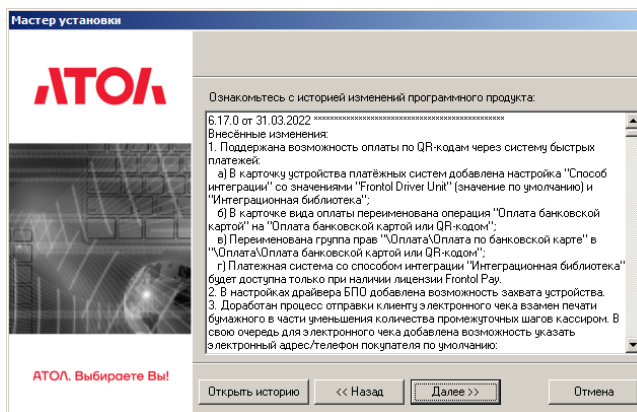 Мастер установки
АТОЛ
Ознакомьтесь с историей изменений программного продукта:
6.17.0 от 31.03.2022 **************************************************
Внесённые изменения:
1. Поддержана возможность оплаты по QR-кодам через систему быстрых
платежей:
а) В карточку устройства платёжных систем добавлена настройка "Способ
интеграции" со значениями "Frontol Driver Unit" (значение по умолчанию) и
"Интеграционная библиотека";
б) В карточке вида оплаты переименована операция "Оплата банковской
картой" на "Оплата банковской картой или QR-кодом";
в) Переименована группа прав "\Оплата\Оплата по банковской карте" в
"\Оплата\Оплата банковской картой или QR-кодом";
г) Платежная система со способом интеграции "Интеграционная библиотека"
будет доступна только при наличии лицензии Frontol Pay.
2. В настройках драйвера БПО добавлена возможность захвата устройства.
3. Доработан процесс отправки клиенту электронного чека взамен печати
бумажного в части уменьшения количества промежуточных шагов кассиром. В
свою очередь для электронного чека добавлена возможность указать
электронный адрес/телефон покупателя по умолчанию:
АТОЛ. Выбираете Вы!
Открыть историю
<< Назад
Далее >>
Отмена